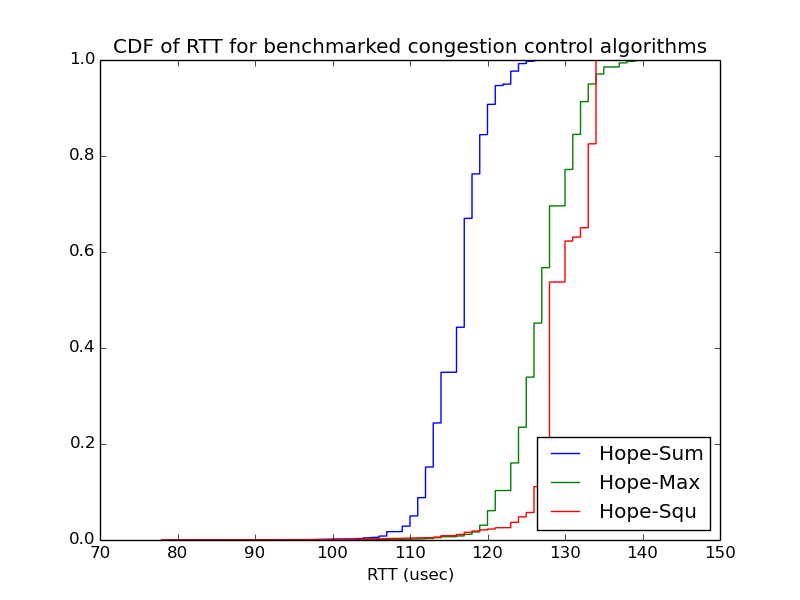 CDF of RTT for benchmarked congestion control algorithms
1.0
0.8
0.6
0.4
0.2
0.0
Hope-Sum
Hope-Max
Hope-Squ
70 80 90 100 110 120 130 140 150
RTT (usec)